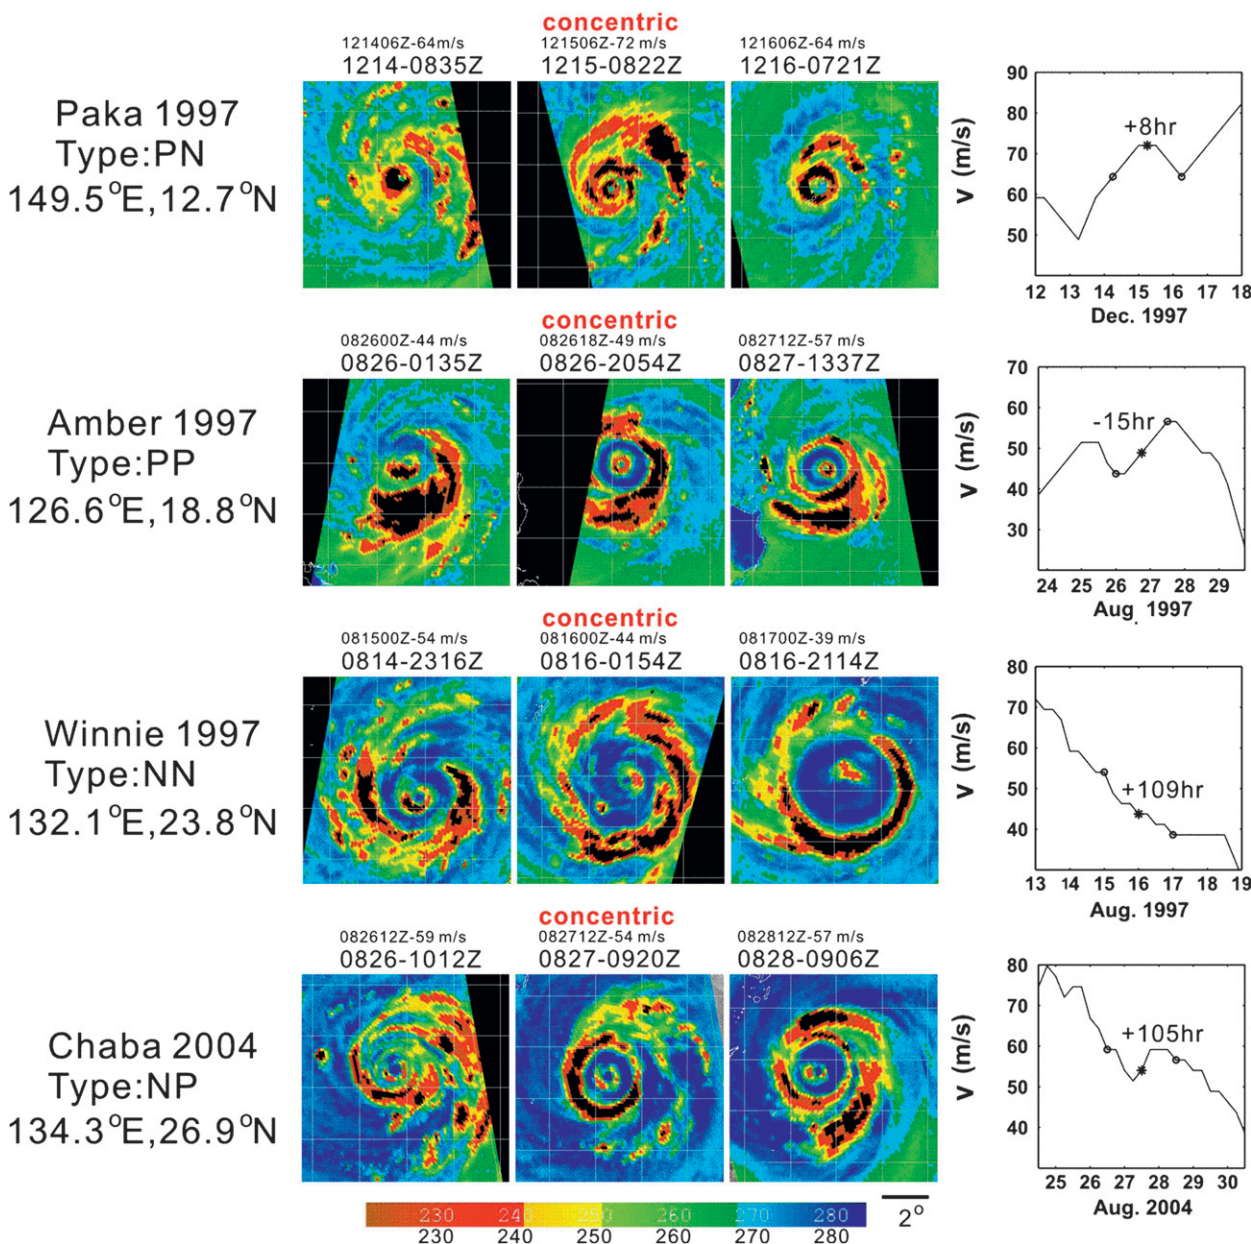 concentric
121406Z-64m/s 121506Z-72 m/s 121606Z-64 m/s
1214-0835Z 1215-0822Z 1216-0721Z
Paka 1997
Type:PN
149.5°E,12.7°N
90
80
70
60
50
V (m/s)
+8hr
12 13 14 15 16 17 18
Dec. 1997
concentric
082600Z-44 m/s 082618Z-49 m/s 082712Z-57 m/s
0826-0135Z 0826-2054Z 0827-1337Z
Amber 1997
Type:PP
126.6°E,18.8°N
70
60
50
40
30
V (m/s)
-15hr
24 25 26 27 28 29
Aug. 1997
concentric
081500Z-54 m/s 081600Z-44 m/s 081700Z-39 m/s
0814-2316Z 0816-0154Z 0816-2114Z
Winnie 1997
Type:NN
132.1°E,23.8°N
80
70
60
50
40
V (m/s)
+109hr
13 14 15 16 17 18 19
Aug. 1997
concentric
082612Z-59 m/s 082712Z-54 m/s 082812Z-57 m/s
0826-1012Z 0827-0920Z 0828-0906Z
Chaba 2004
Type:NP
134.3°E,26.9°N
80
70
60
50
40
V (m/s)
+105hr
25 26 27 28 29 30
Aug. 2004
230 240 250 260 270 280
230 240 250 260 270 280
2°